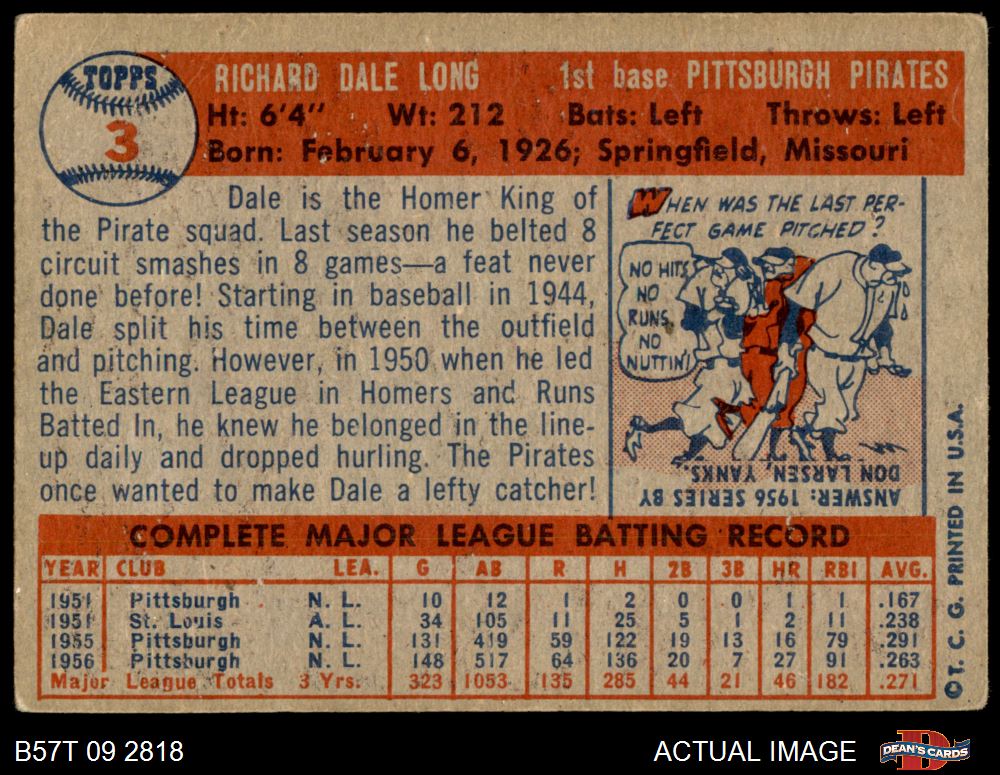 TOPPS
3
RICHARD DALE LONG 1st base PITTSBURGH PIRATES
Ht: 6'4" Wt: 212 Bats: Left Throws: Left
Born: February 6, 1926; Springfield, Missouri
Dale is the Homer King of
the Pirate squad. Last season he belted 8
circuit smashes in 8 games—a feat never
done before! Starting in baseball in 1944,
Dale split his time between the outfield
and pitching. However, in 1950 when he led
the Eastern League in Homers and Runs
Batted In, he knew he belonged in the line-
up daily and dropped hurling. The Pirates
once wanted to make Dale a lefty catcher!
WHEN WAS THE LAST PER-
FECT GAME PITCHED?
NO HITS
NO
RUNS
NO
NUTTIN'!
ANSWER: 1956 SERIES BY
DON LARSEN, YANKS..
COMPLETE MAJOR LEAGUE BATTING RECORD
YEAR CLUB LEA. G AB R H 2B 3B HR RBI AVG.
1951 Pittsburgh N. L. 10 12 1 2 0 0 1 1 .167
1951 St. Louis A. L. 34 105 11 25 5 1 2 11 .238
1955 Pittsburgh N. L. 131 419 59 122 19 13 16 79 .291
1956 Pittsburgh N. L. 148 517 64 136 20 7 27 91 .263
Major League Totals 3 Yrs. 323 1053 135 285 44 21 46 182 .271
© T. C. G. PRINTED IN U.S.A.
B57T 09 2818 ACTUAL IMAGE
D
DEAN'S CARDS